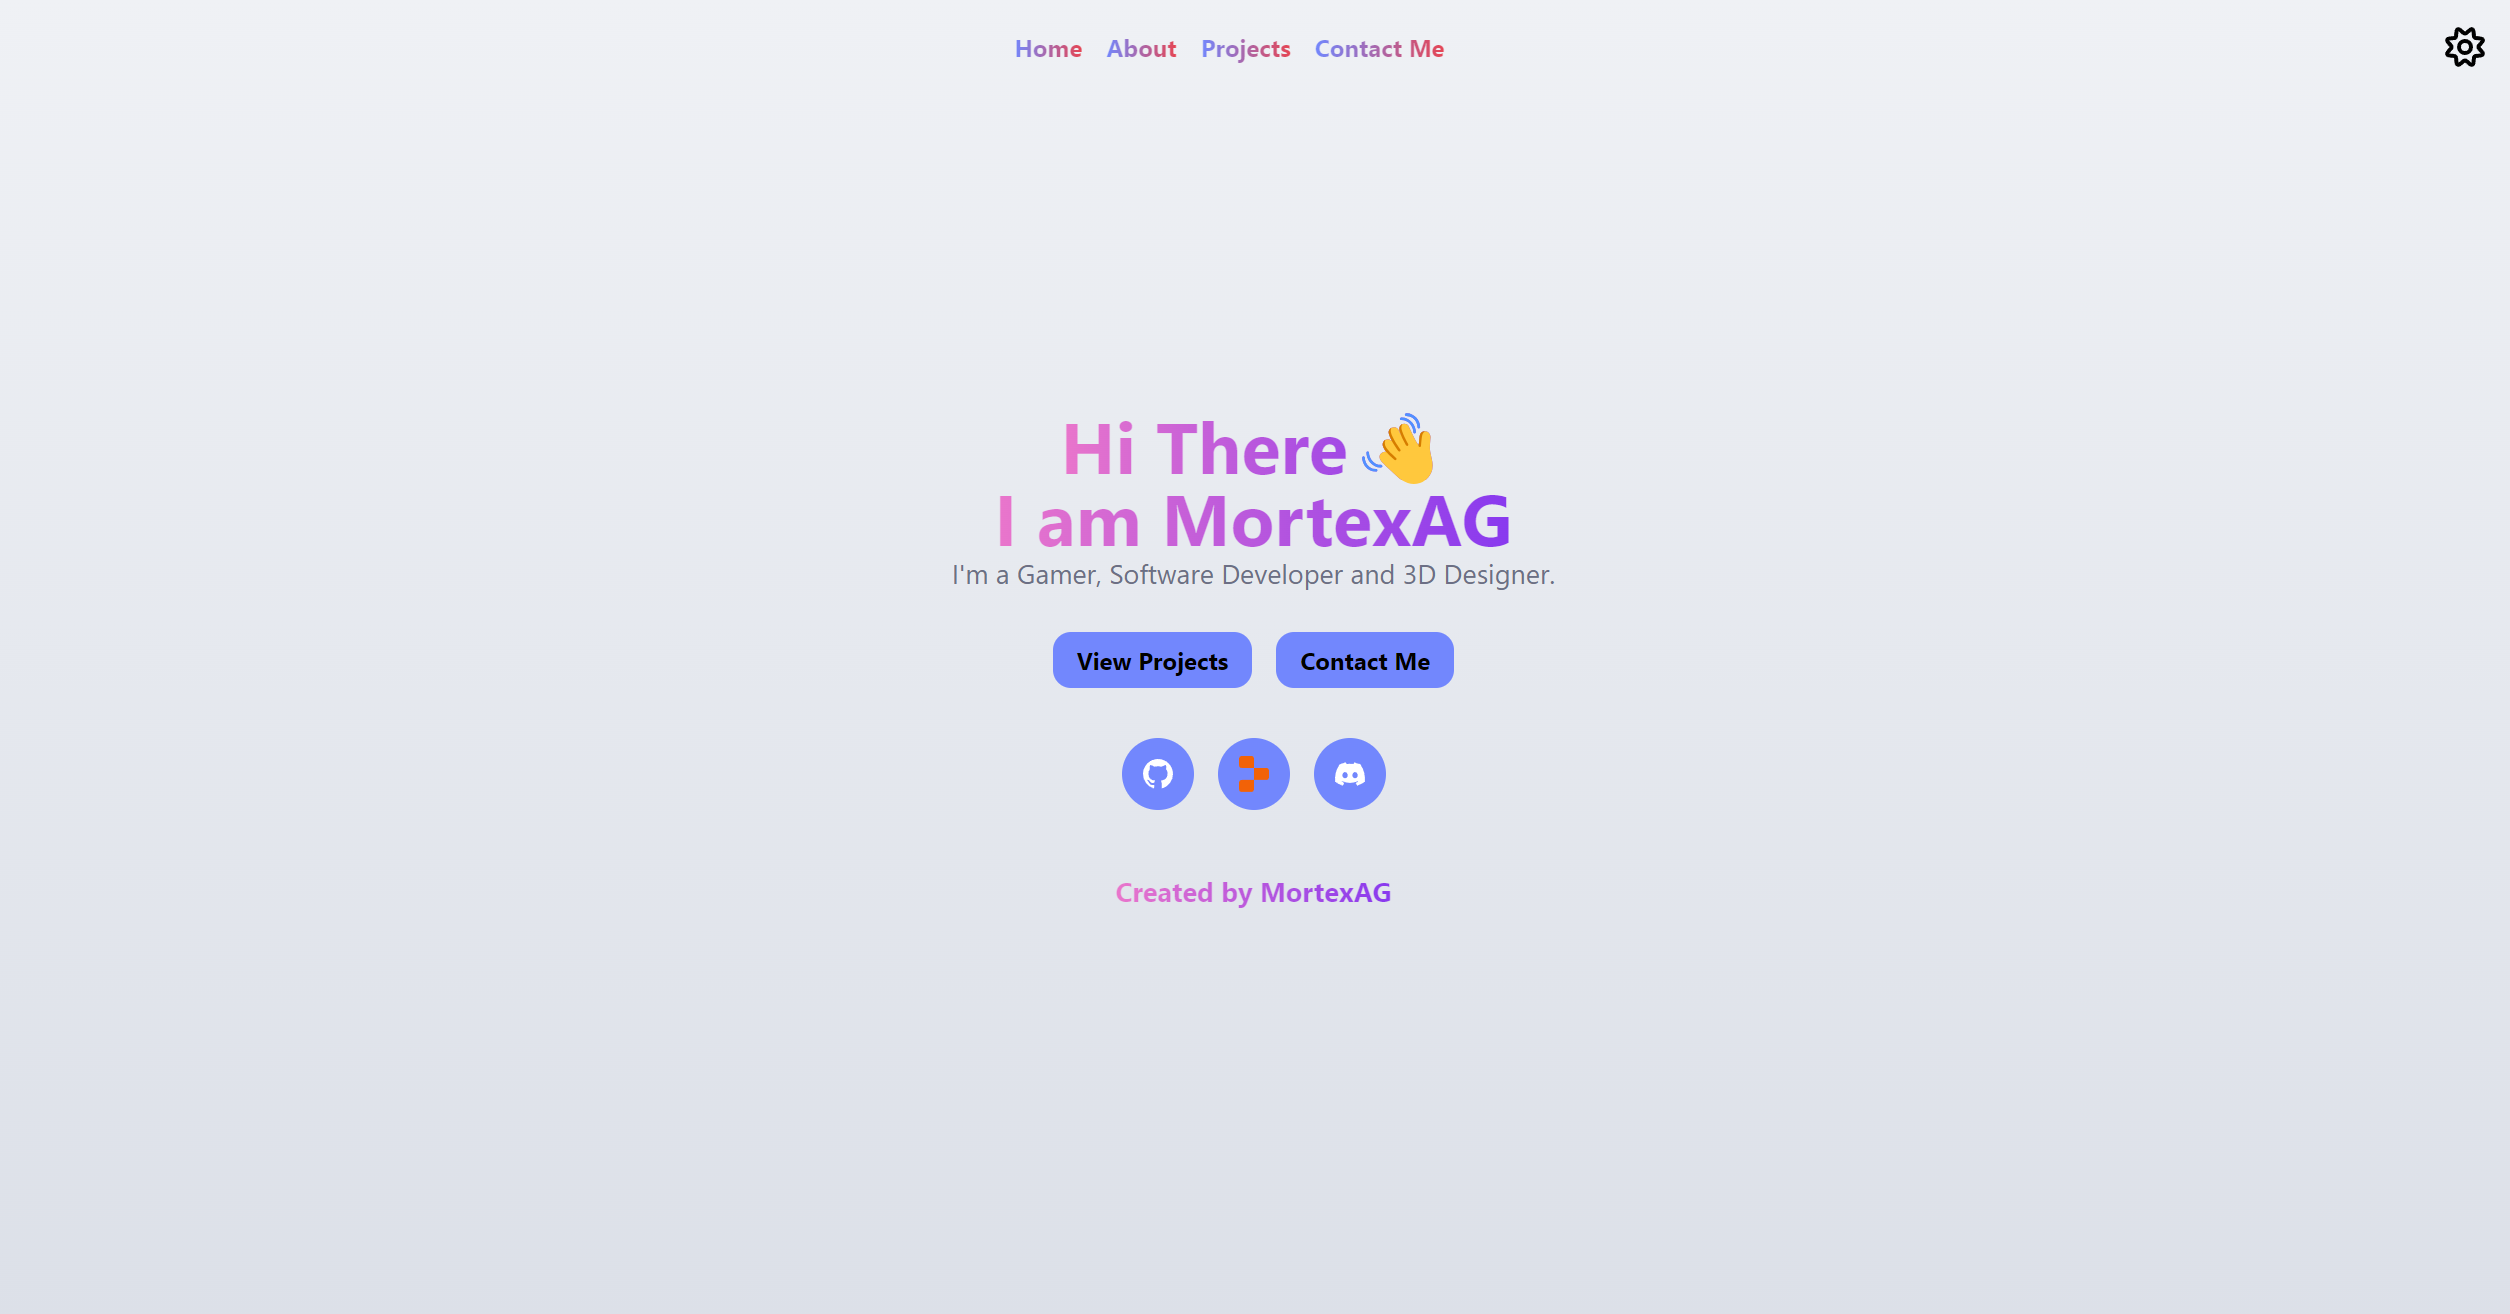 Home About Projects Contact Me
Hi There 👋
I am MortexAG
I'm a Gamer, Software Developer and 3D Designer.
View Projects Contact Me
Created by MortexAG